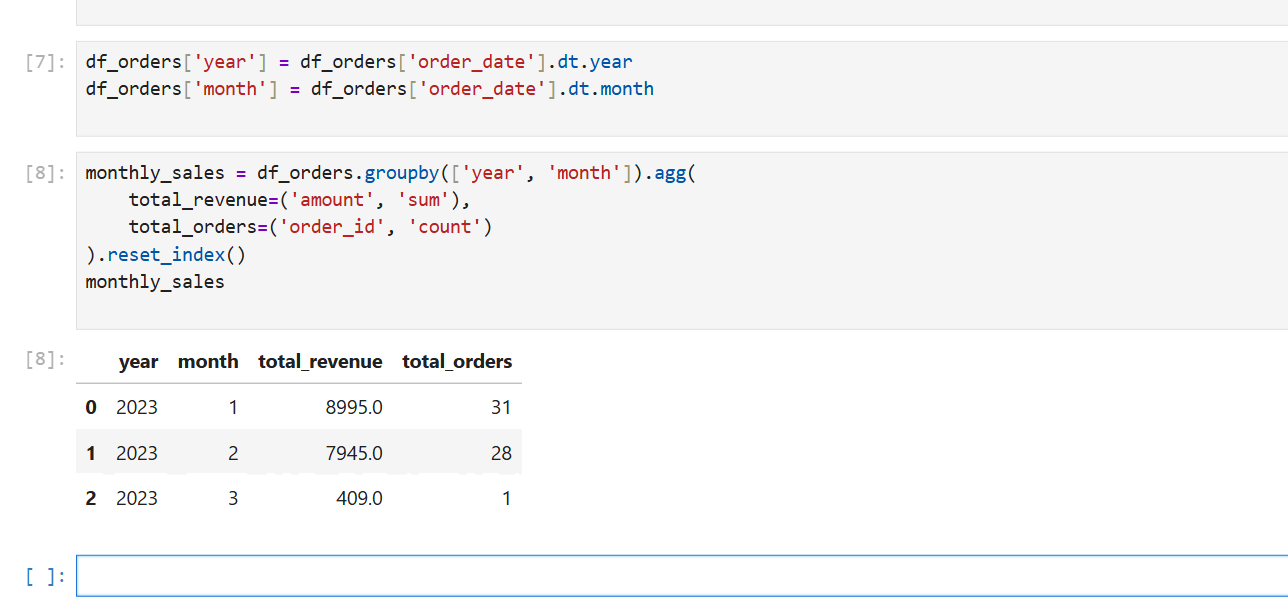 [7]: df_orders['year'] = df_orders['order_date'].dt.year
df_orders['month'] = df_orders['order_date'].dt.month
[8]: monthly_sales = df_orders.groupby(['year', 'month']).agg(
    total_revenue=('amount', 'sum'),
    total_orders=('order_id', 'count')
).reset_index()
monthly_sales
[8]: year month total_revenue total_orders
0 2023 1 8995.0 31
1 2023 2 7945.0 28
2 2023 3 409.0 1
[ ]: